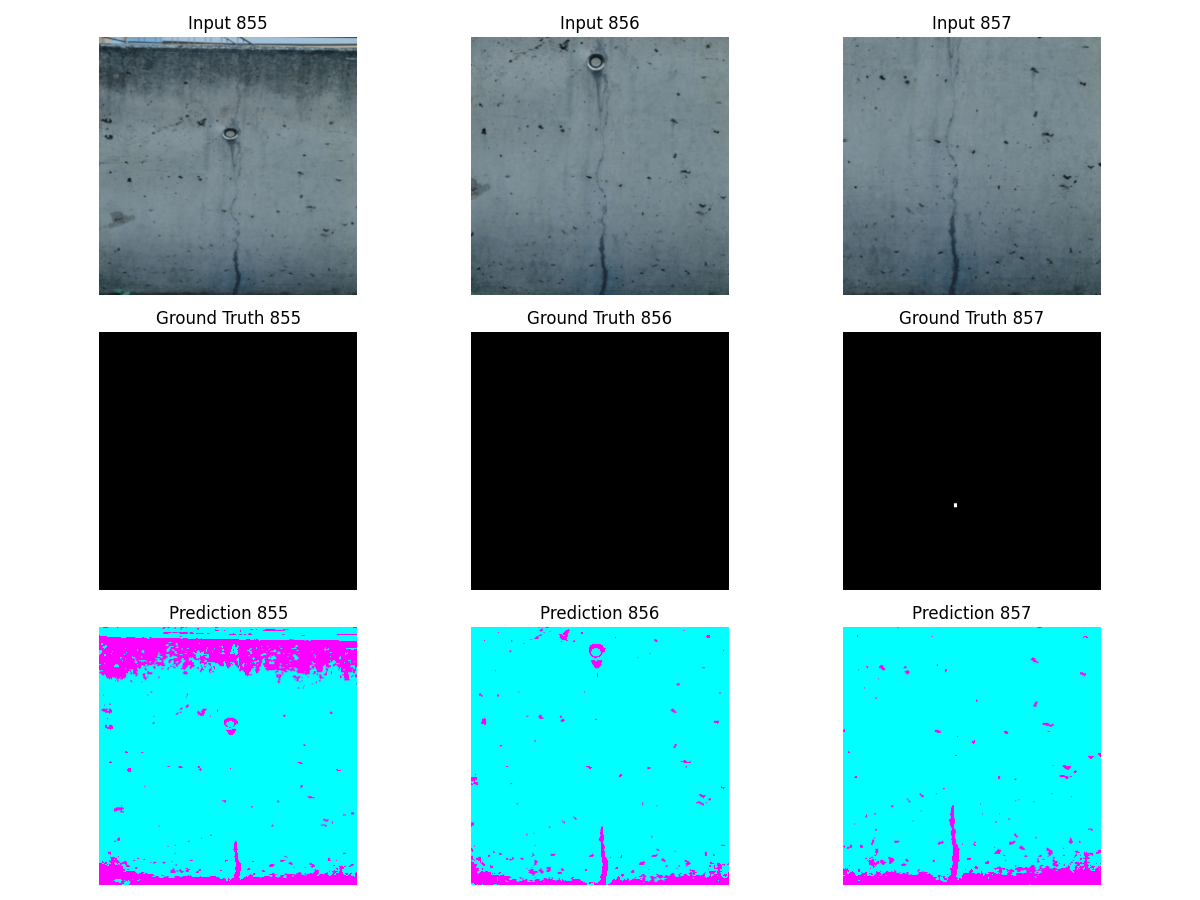 Input 855
Input 856
Input 857
Ground Truth 855
Ground Truth 856
Ground Truth 857
Prediction 855
Prediction 856
Prediction 857